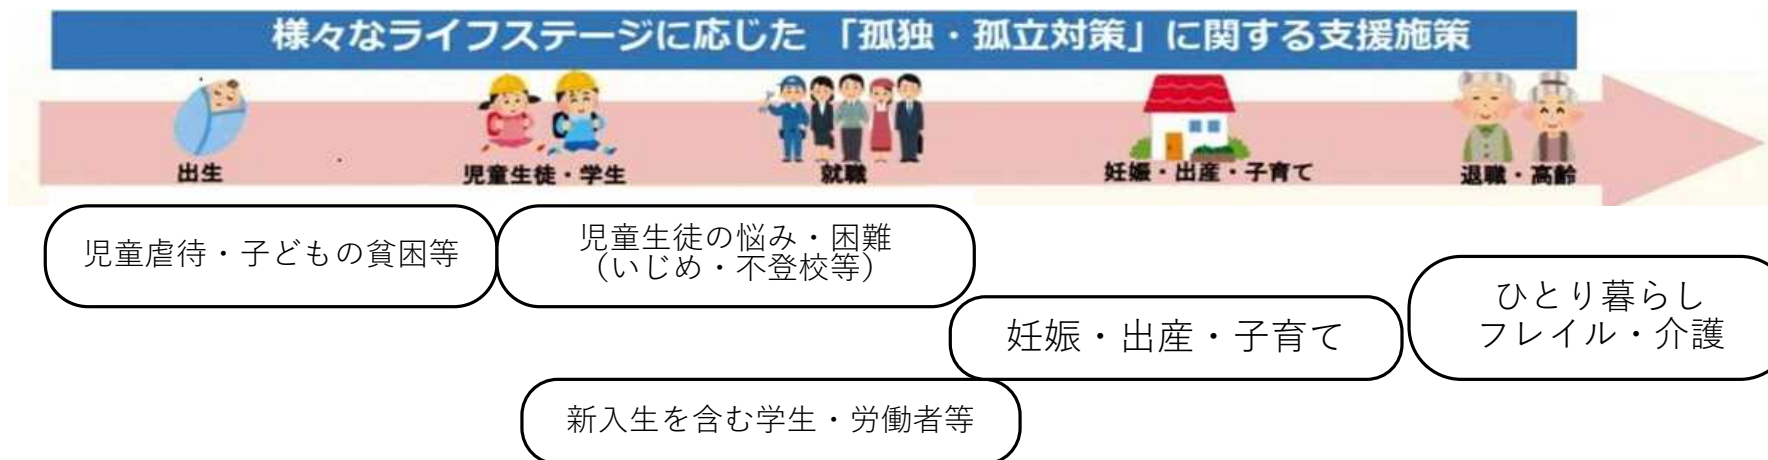 様々なライフステージに応じた 「孤独・孤立対策」に関する支援施策
出生
児童生徒・学生
就職
妊娠・出産・子育て
退職・高齢
児童虐待・子どもの貧困等
児童生徒の悩み・困難
（いじめ・不登校等）
妊娠・出産・子育て
ひとり暮らし
フレイル・介護
新入生を含む学生・労働者等